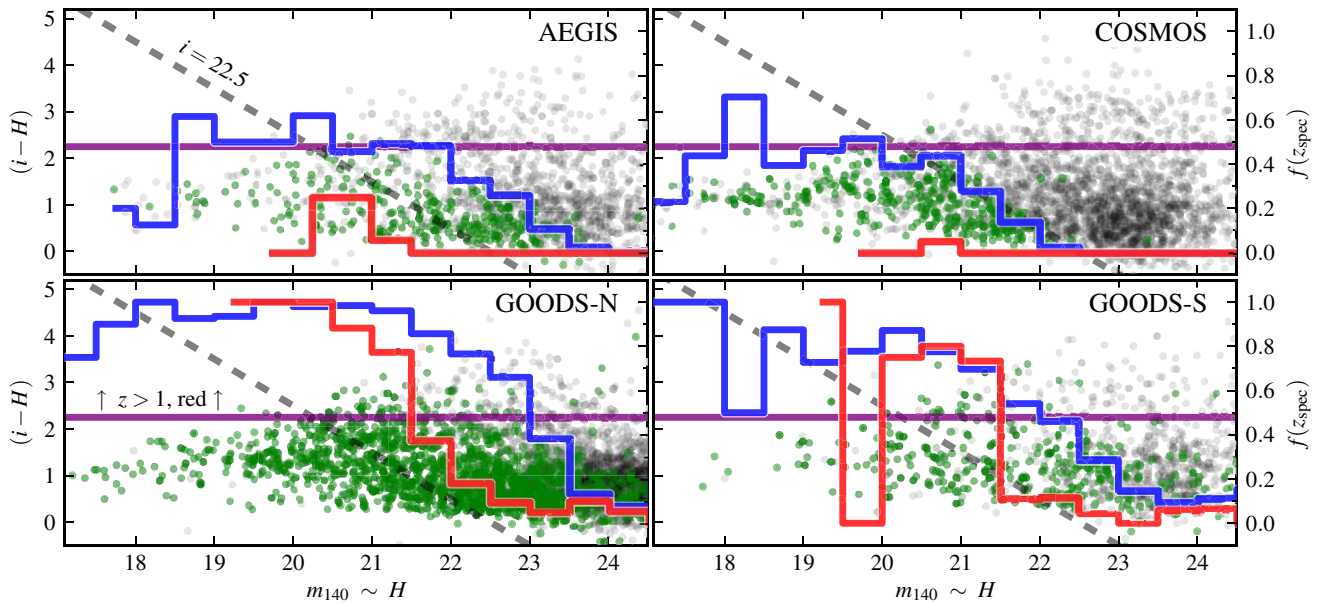 AEGIS
COSMOS
i = 22.5
5
4
3
2
1
0
(i − H)
1.0
0.8
0.6
0.4
0.2
0.0
f(z_spec)
GOODS-N
GOODS-S
↑ z > 1, red ↑
5
4
3
2
1
0
(i − H)
1.0
0.8
0.6
0.4
0.2
0.0
f(z_spec)
18 19 20 21 22 23 24
18 19 20 21 22 23 24
m_140 ∼ H
m_140 ∼ H